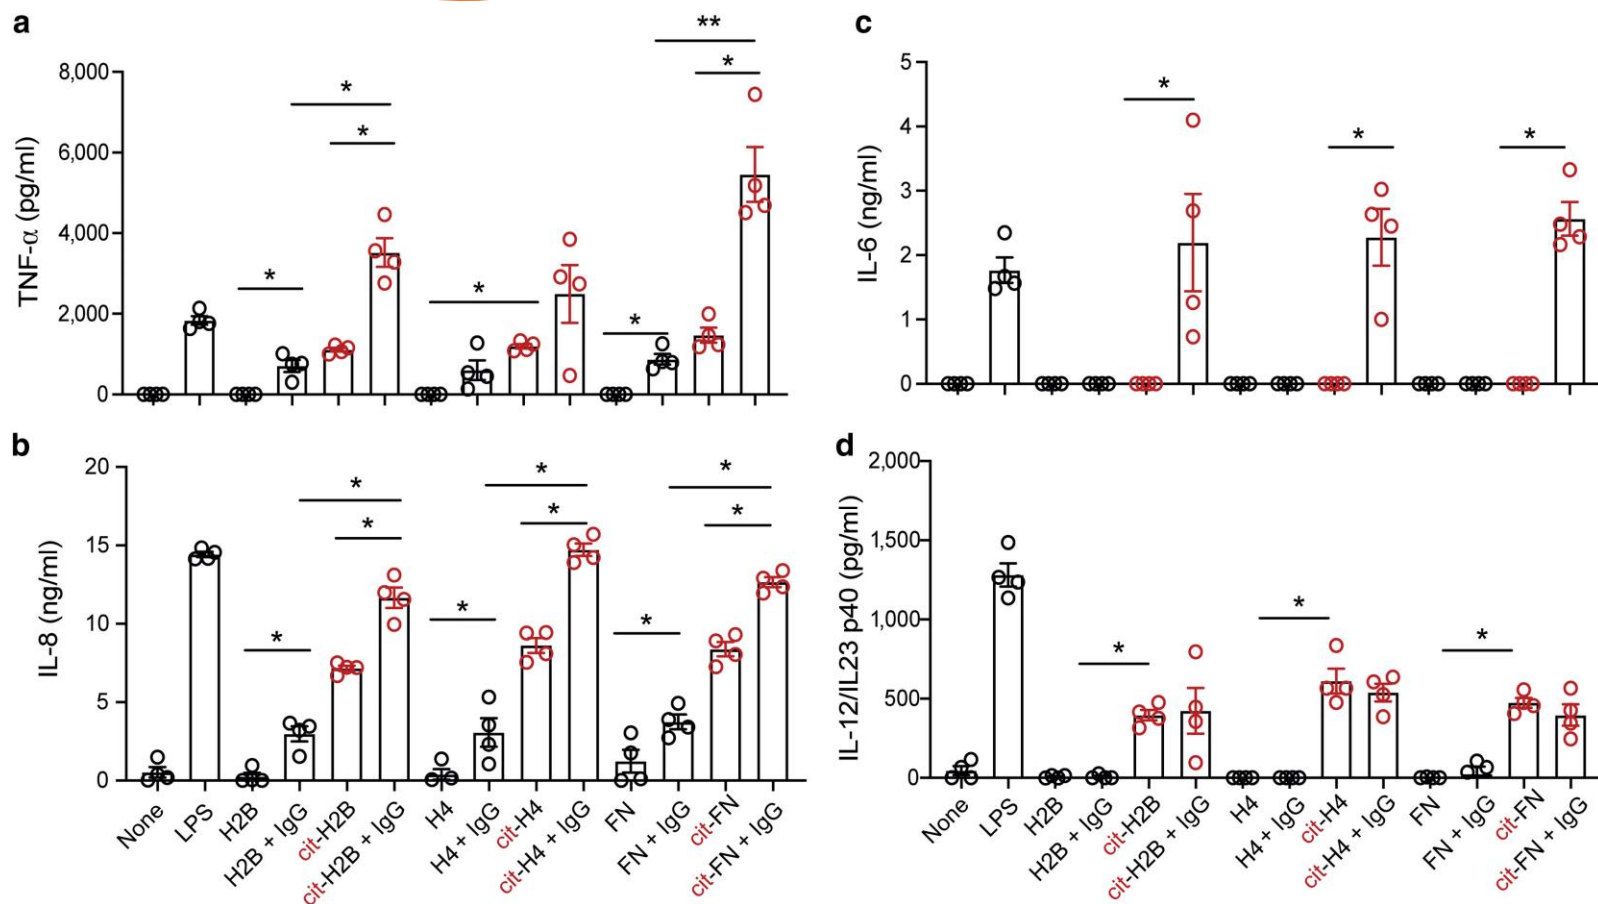 a
TNF-α (pg/ml)
8,000
6,000
4,000
2,000
0
*
*
*
*
*
*
**
b
IL-8 (ng/ml)
20
15
10
5
0
*
*
*
*
*
*
*
*
*
None
LPS
H2B
H2B + IgG
cit-H2B
cit-H2B + IgG
H4
H4 + IgG
cit-H4
cit-H4 + IgG
FN
FN + IgG
cit-FN
cit-FN + IgG
c
IL-6 (ng/ml)
5
4
3
2
1
0
*
*
*
d
IL-12/IL23 p40 (pg/ml)
2,000
1,500
1,000
500
0
*
*
*
None
LPS
H2B
H2B + IgG
cit-H2B
cit-H2B + IgG
H4
H4 + IgG
cit-H4
cit-H4 + IgG
FN
FN + IgG
cit-FN
cit-FN + IgG